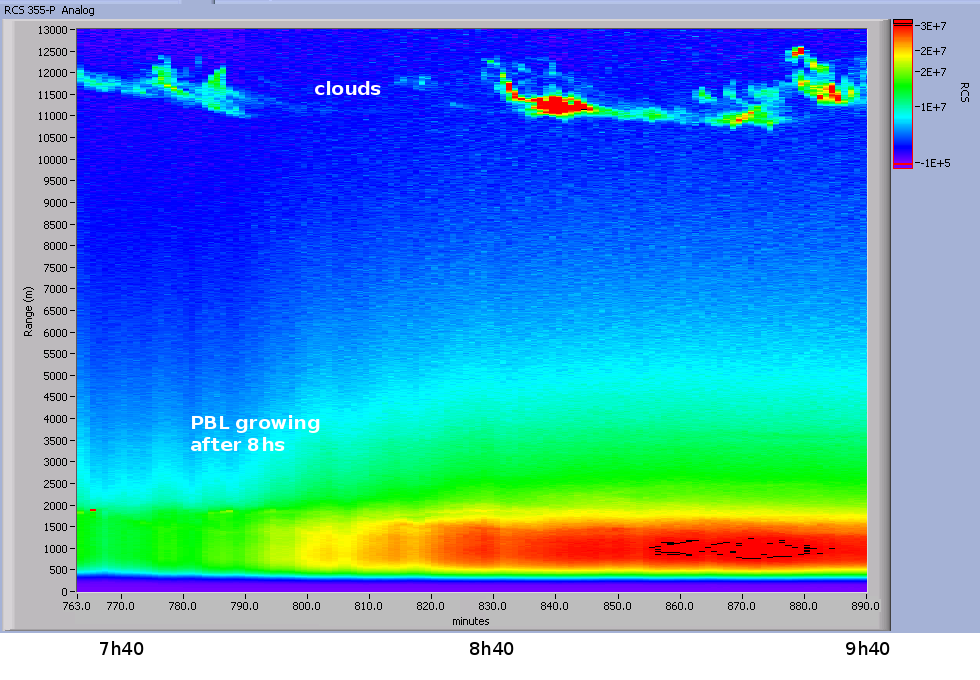 RCS 355-P Analog
13000
12500
12000
11500
11000
10500
10000
9500
9000
8500
8000
7500
7000
6500
6000
5500
5000
4500
4000
3500
3000
2500
2000
1500
1000
500
0
Range (m)
clouds
PBL growing
after 8hs
3E+7
2E+7
2E+7
1E+7
-1E+5
RCS
763.0 770.0 780.0 790.0 800.0 810.0 820.0 830.0 840.0 850.0 860.0 870.0 880.0 890.0
minutes
7h40 8h40 9h40